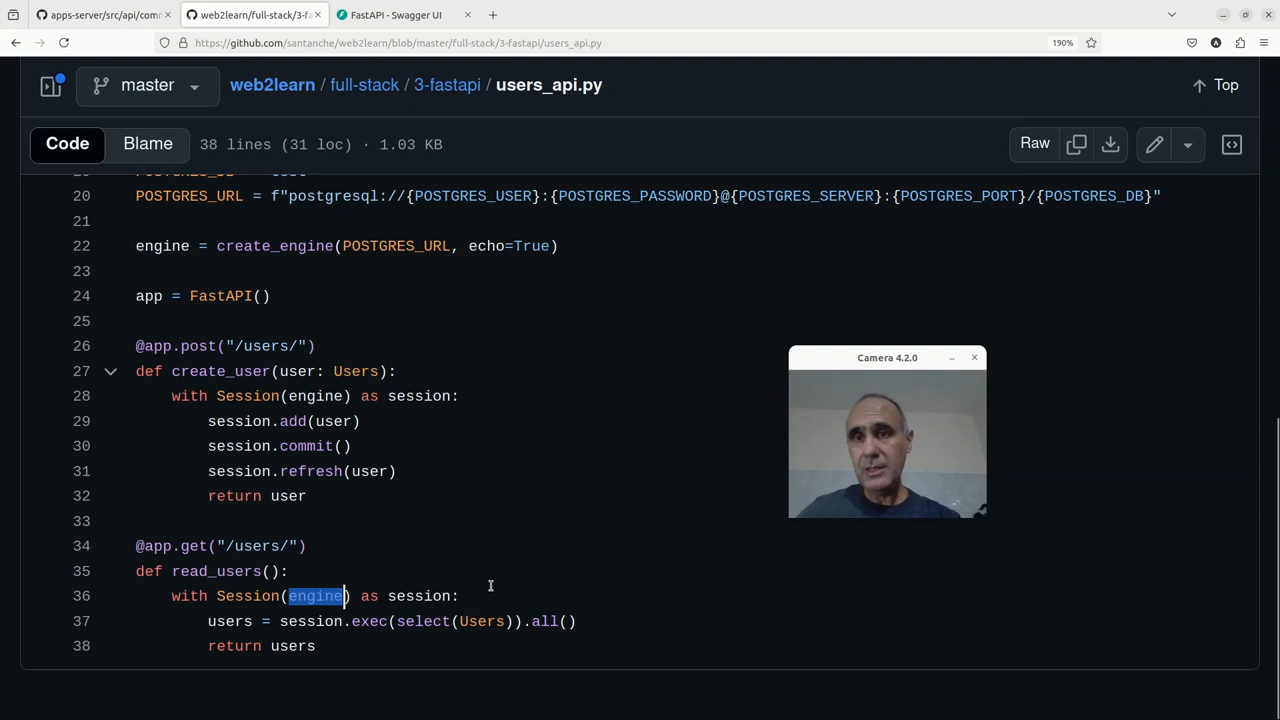 apps-server/src/api/comm
web2learn/full-stack/3-fa
FastAPI - Swagger UI
https://github.com/santanche/web2learn/blob/master/full-stack/3-fastapi/users_api.py
190%
master
web2learn / full-stack / 3-fastapi / users_api.py
Top
Code
Blame
38 lines (31 loc) · 1.03 KB
Raw
20 POSTGRES_URL = f"postgresql://{POSTGRES_USER}:{POSTGRES_PASSWORD}@{POSTGRES_SERVER}:{POSTGRES_PORT}/{POSTGRES_DB}"
21
22 engine = create_engine(POSTGRES_URL, echo=True)
23
24 app = FastAPI()
25
26 @app.post("/users/")
27 def create_user(user: Users):
28 with Session(engine) as session:
29 session.add(user)
30 session.commit()
31 session.refresh(user)
32 return user
33
34 @app.get("/users/")
35 def read_users():
36 with Session(engine) as session:
37 users = session.exec(select(Users)).all()
38 return users
Camera 4.2.0